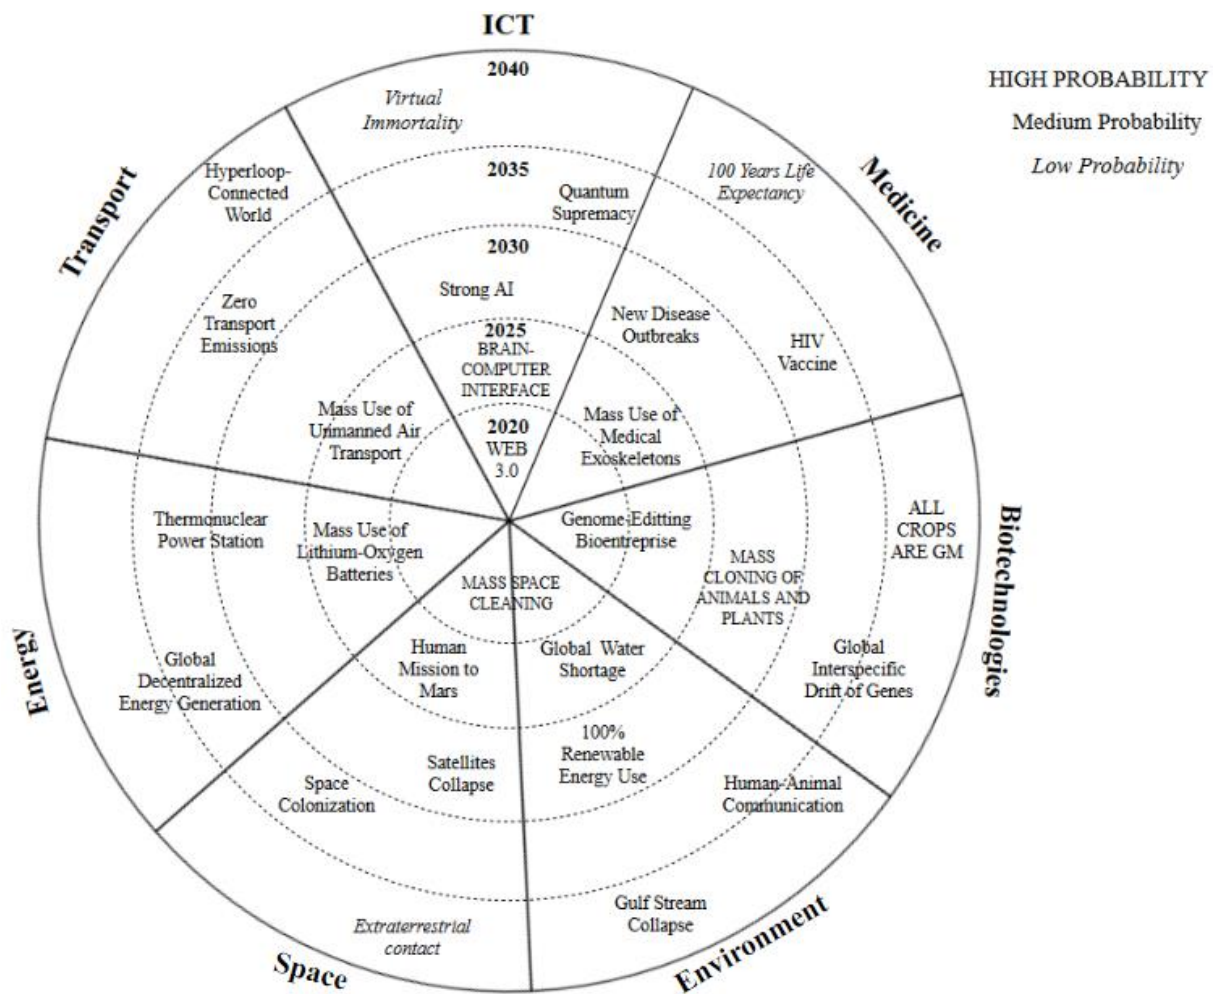 ICT
2040
Virtual
Immortality
2035
Quantum
Supremacy
2030
Strong AI
2025
BRAIN-
COMPUTER
INTERFACE
2020
WEB
3.0
HIGH PROBABILITY
Medium Probability
Low Probability
Medicine
100 Years Life
Expectancy
New Disease
Outbreaks
HIV
Vaccine
Mass Use of
Medical
Exoskeletons
Biotechnologies
Genome-Editting
Bioentreprise
MASS
CLONING OF
ANIMALS AND
PLANTS
ALL
CROPS
ARE GM
Global
Interspecific
Drift of Genes
Environment
Global Water
Shortage
100%
Renewable
Energy Use
Human-Animal
Communication
Gulf Stream
Collapse
Space
MASS SPACE
CLEANING
Human
Mission to
Mars
Satellites
Collapse
Space
Colonization
Extraterrestrial
contact
Energy
Mass Use of
Lithium-Oxygen
Batteries
Thermonuclear
Power Station
Global
Decentralized
Energy Generation
Transport
Hyperloop-
Connected
World
Zero
Transport
Emissions
Mass Use of
Unmanned Air
Transport